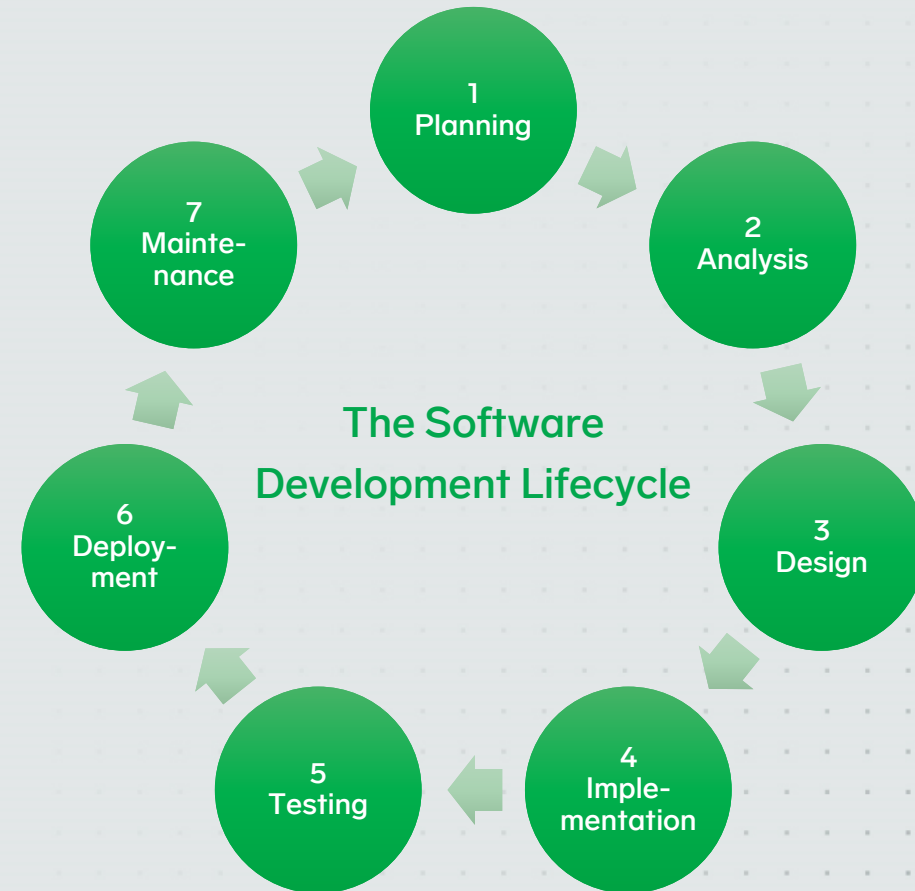 1
Planning
2
Analysis
3
Design
4
Imple-
mentation
5
Testing
6
Deploy-
ment
7
Mainte-
nance
The Software
Development Lifecycle